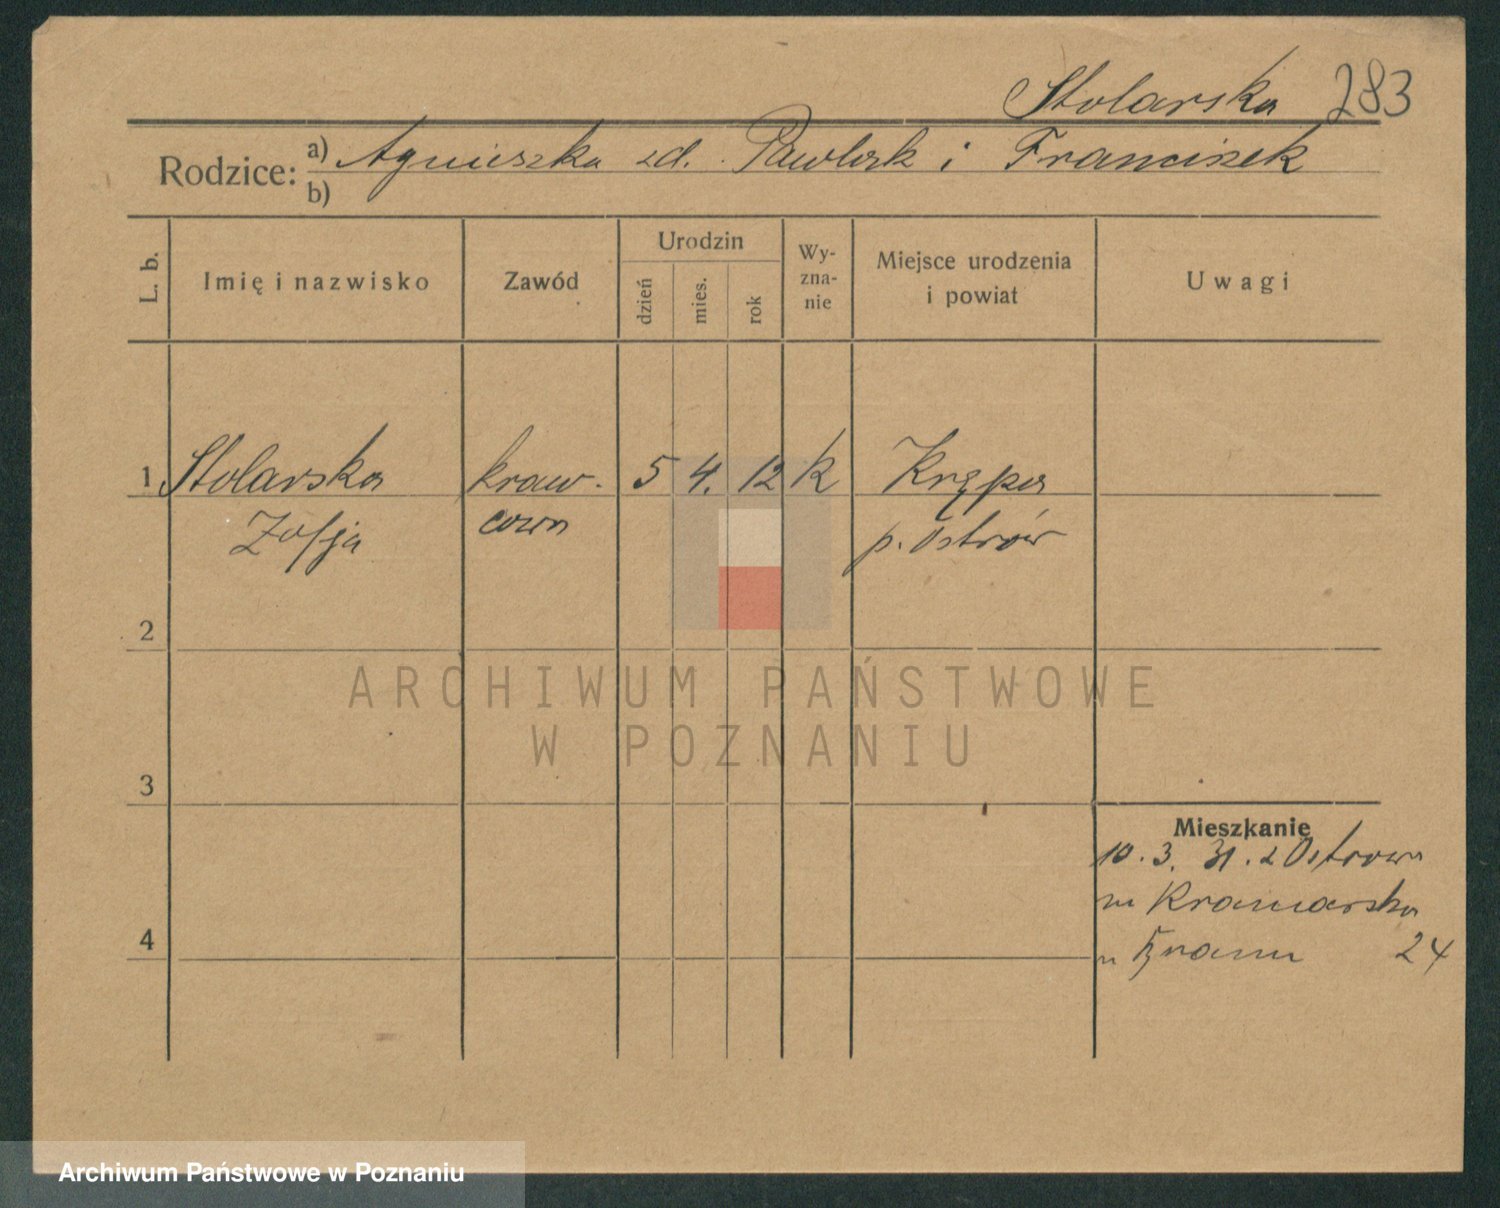 Stolarska 283
Rodzice: a) Agnieszka zd. Pawlak i Franciszek
b)
L. b. Imię i nazwisko Zawód Urodzin dzień mies. rok Wy-zna-nie Miejsce urodzenia i powiat Uwagi
1 Stolarska kraw- 5 4. 12 k Krępa
Zofja cowa p. Ostrów
2
ARCHIWUM PAŃSTWOWE
W POZNANIU
3
Mieszkanie
10. 3. 31. z Ostrowa
Kramarska
4
u 24
Archiwum Państwowe w Poznaniu